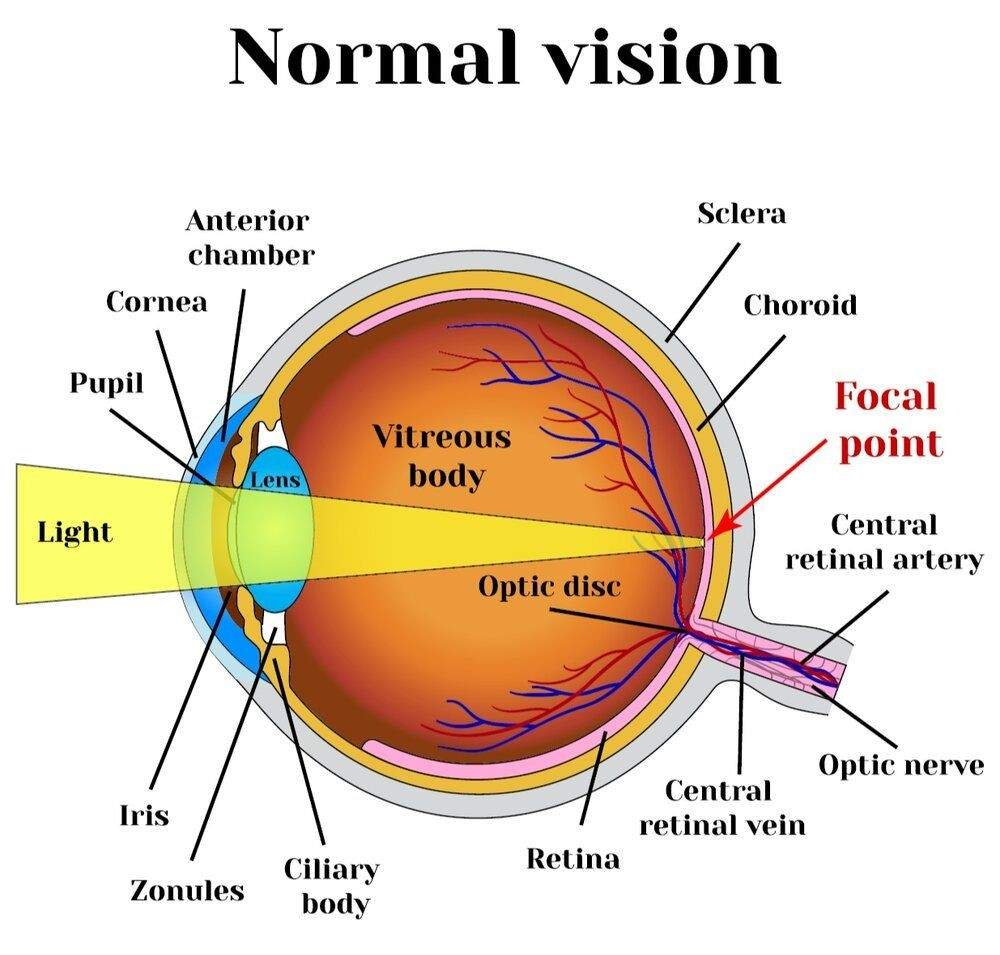 Normal vision
Anterior
chamber
Cornea
Pupil
Light
Lens
Vitreous
body
Optic disc
Sclera
Choroid
Focal
point
Central
retinal artery
Optic nerve
Central
retinal vein
Retina
Ciliary
body
Zonules
Iris